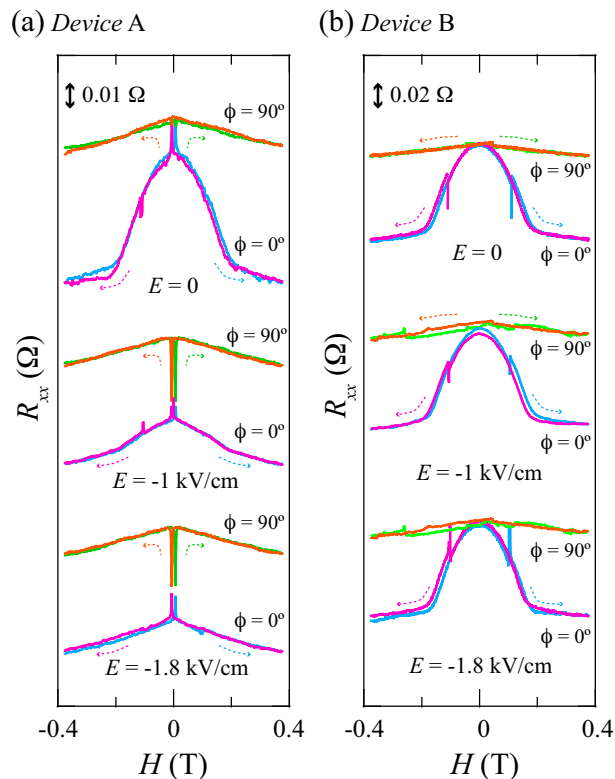 (a) Device A
0.01 Ω
ϕ = 90º
ϕ = 0º
E = 0
ϕ = 90º
ϕ = 0º
E = -1 kV/cm
ϕ = 90º
ϕ = 0º
E = -1.8 kV/cm
Rxx (Ω)
-0.4 0 0.4
H (T)
(b) Device B
0.02 Ω
ϕ = 90º
ϕ = 0º
E = 0
ϕ = 90º
ϕ = 0º
E = -1 kV/cm
ϕ = 90º
ϕ = 0º
E = -1.8 kV/cm
Rxx (Ω)
0 0.4
H (T)